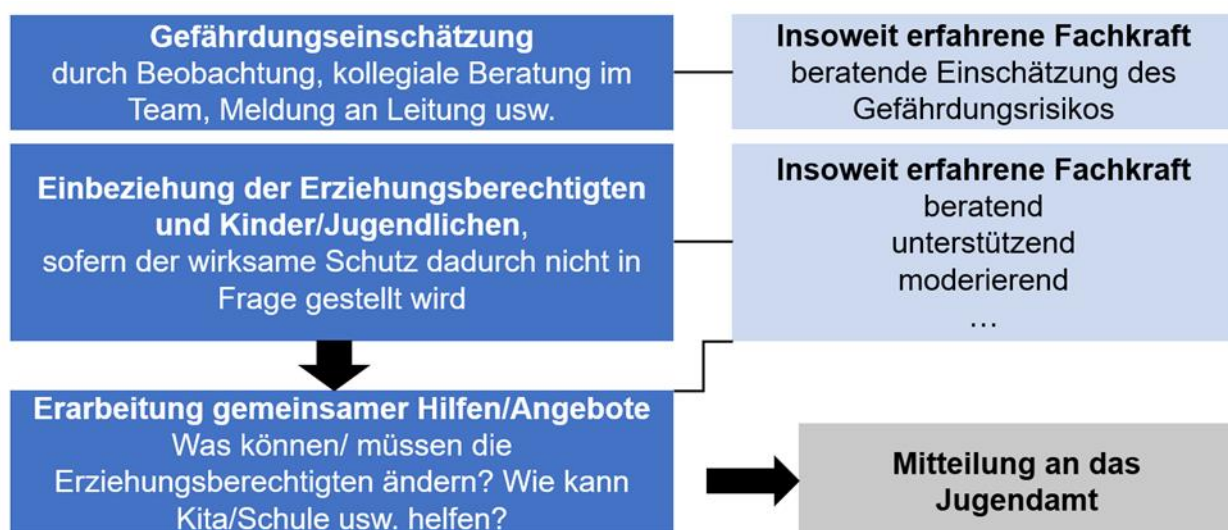 Gefährdungseinschätzung
durch Beobachtung, kollegiale Beratung im
Team, Meldung an Leitung usw.
Insoweit erfahrene Fachkraft
beratende Einschätzung des
Gefährdungsrisikos
Einbeziehung der Erziehungsberechtigten
und Kinder/Jugendlichen,
sofern der wirksame Schutz dadurch nicht in
Frage gestellt wird
Insoweit erfahrene Fachkraft
beratend
unterstützend
moderierend
…
Erarbeitung gemeinsamer Hilfen/Angebote
Was können/ müssen die
Erziehungsberechtigten ändern? Wie kann
Kita/Schule usw. helfen?
Mitteilung an das
Jugendamt